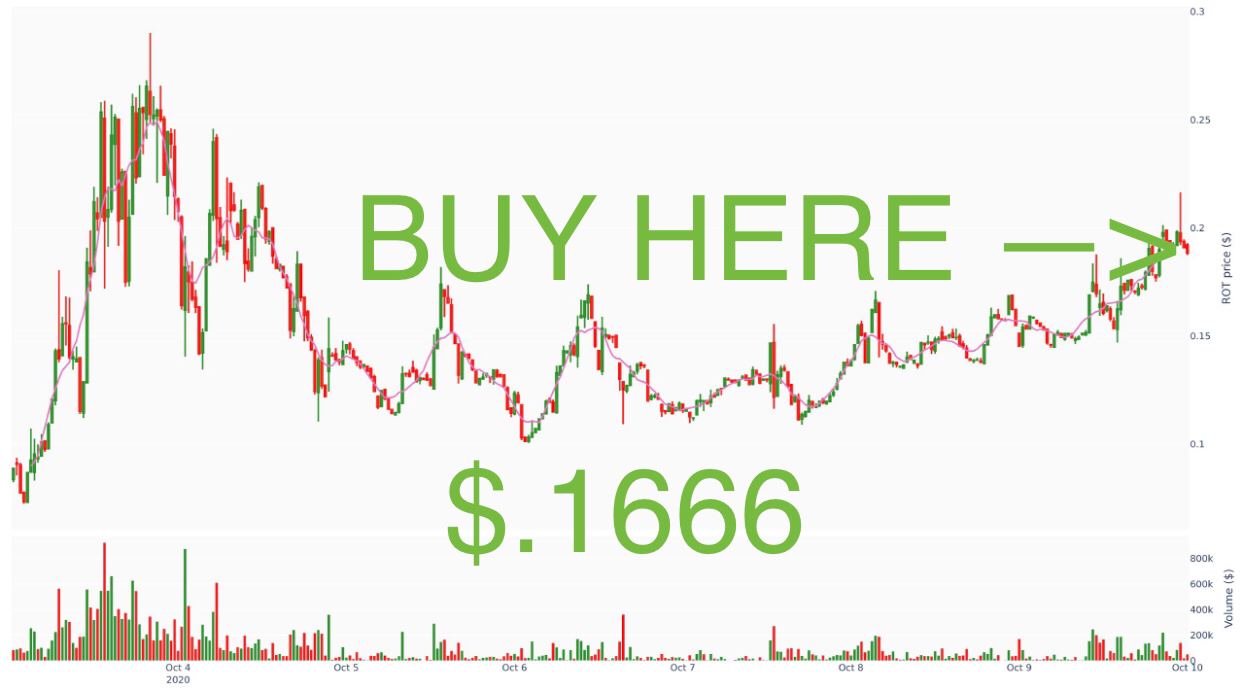 0.3
0.25
BUY HERE —>
0.2
ROT price ($)
0.15
0.1
$.1666
800k
600k
400k
200k
0
Volume ($)
Oct 4
2020
Oct 5
Oct 6
Oct 7
Oct 8
Oct 9
Oct 10